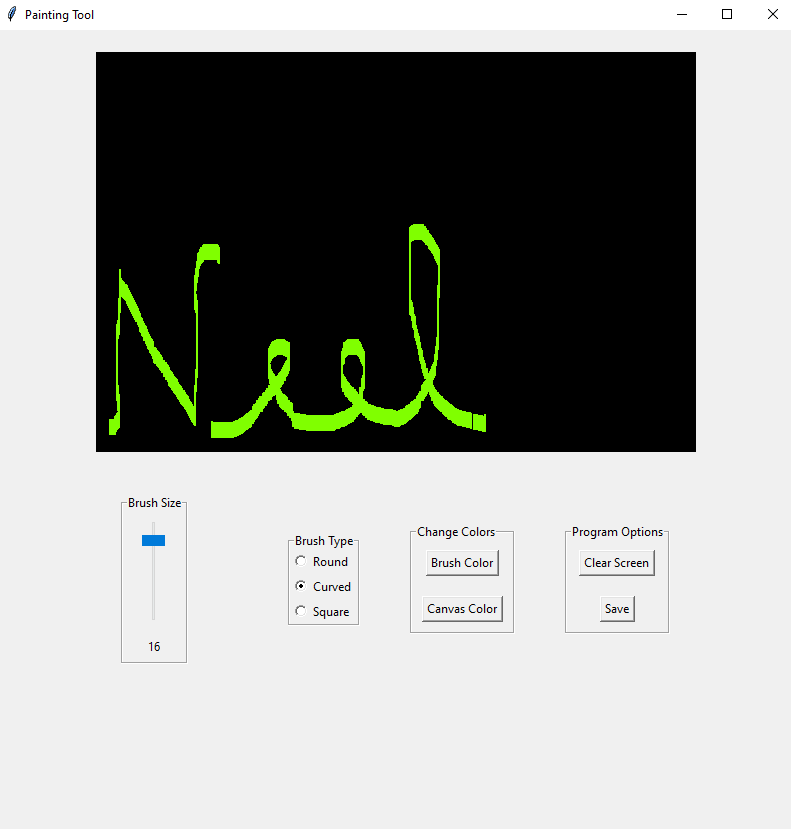 Painting Tool
Neel
Brush Size
16
Brush Type
Round
Curved
Square
Change Colors
Brush Color
Canvas Color
Program Options
Clear Screen
Save